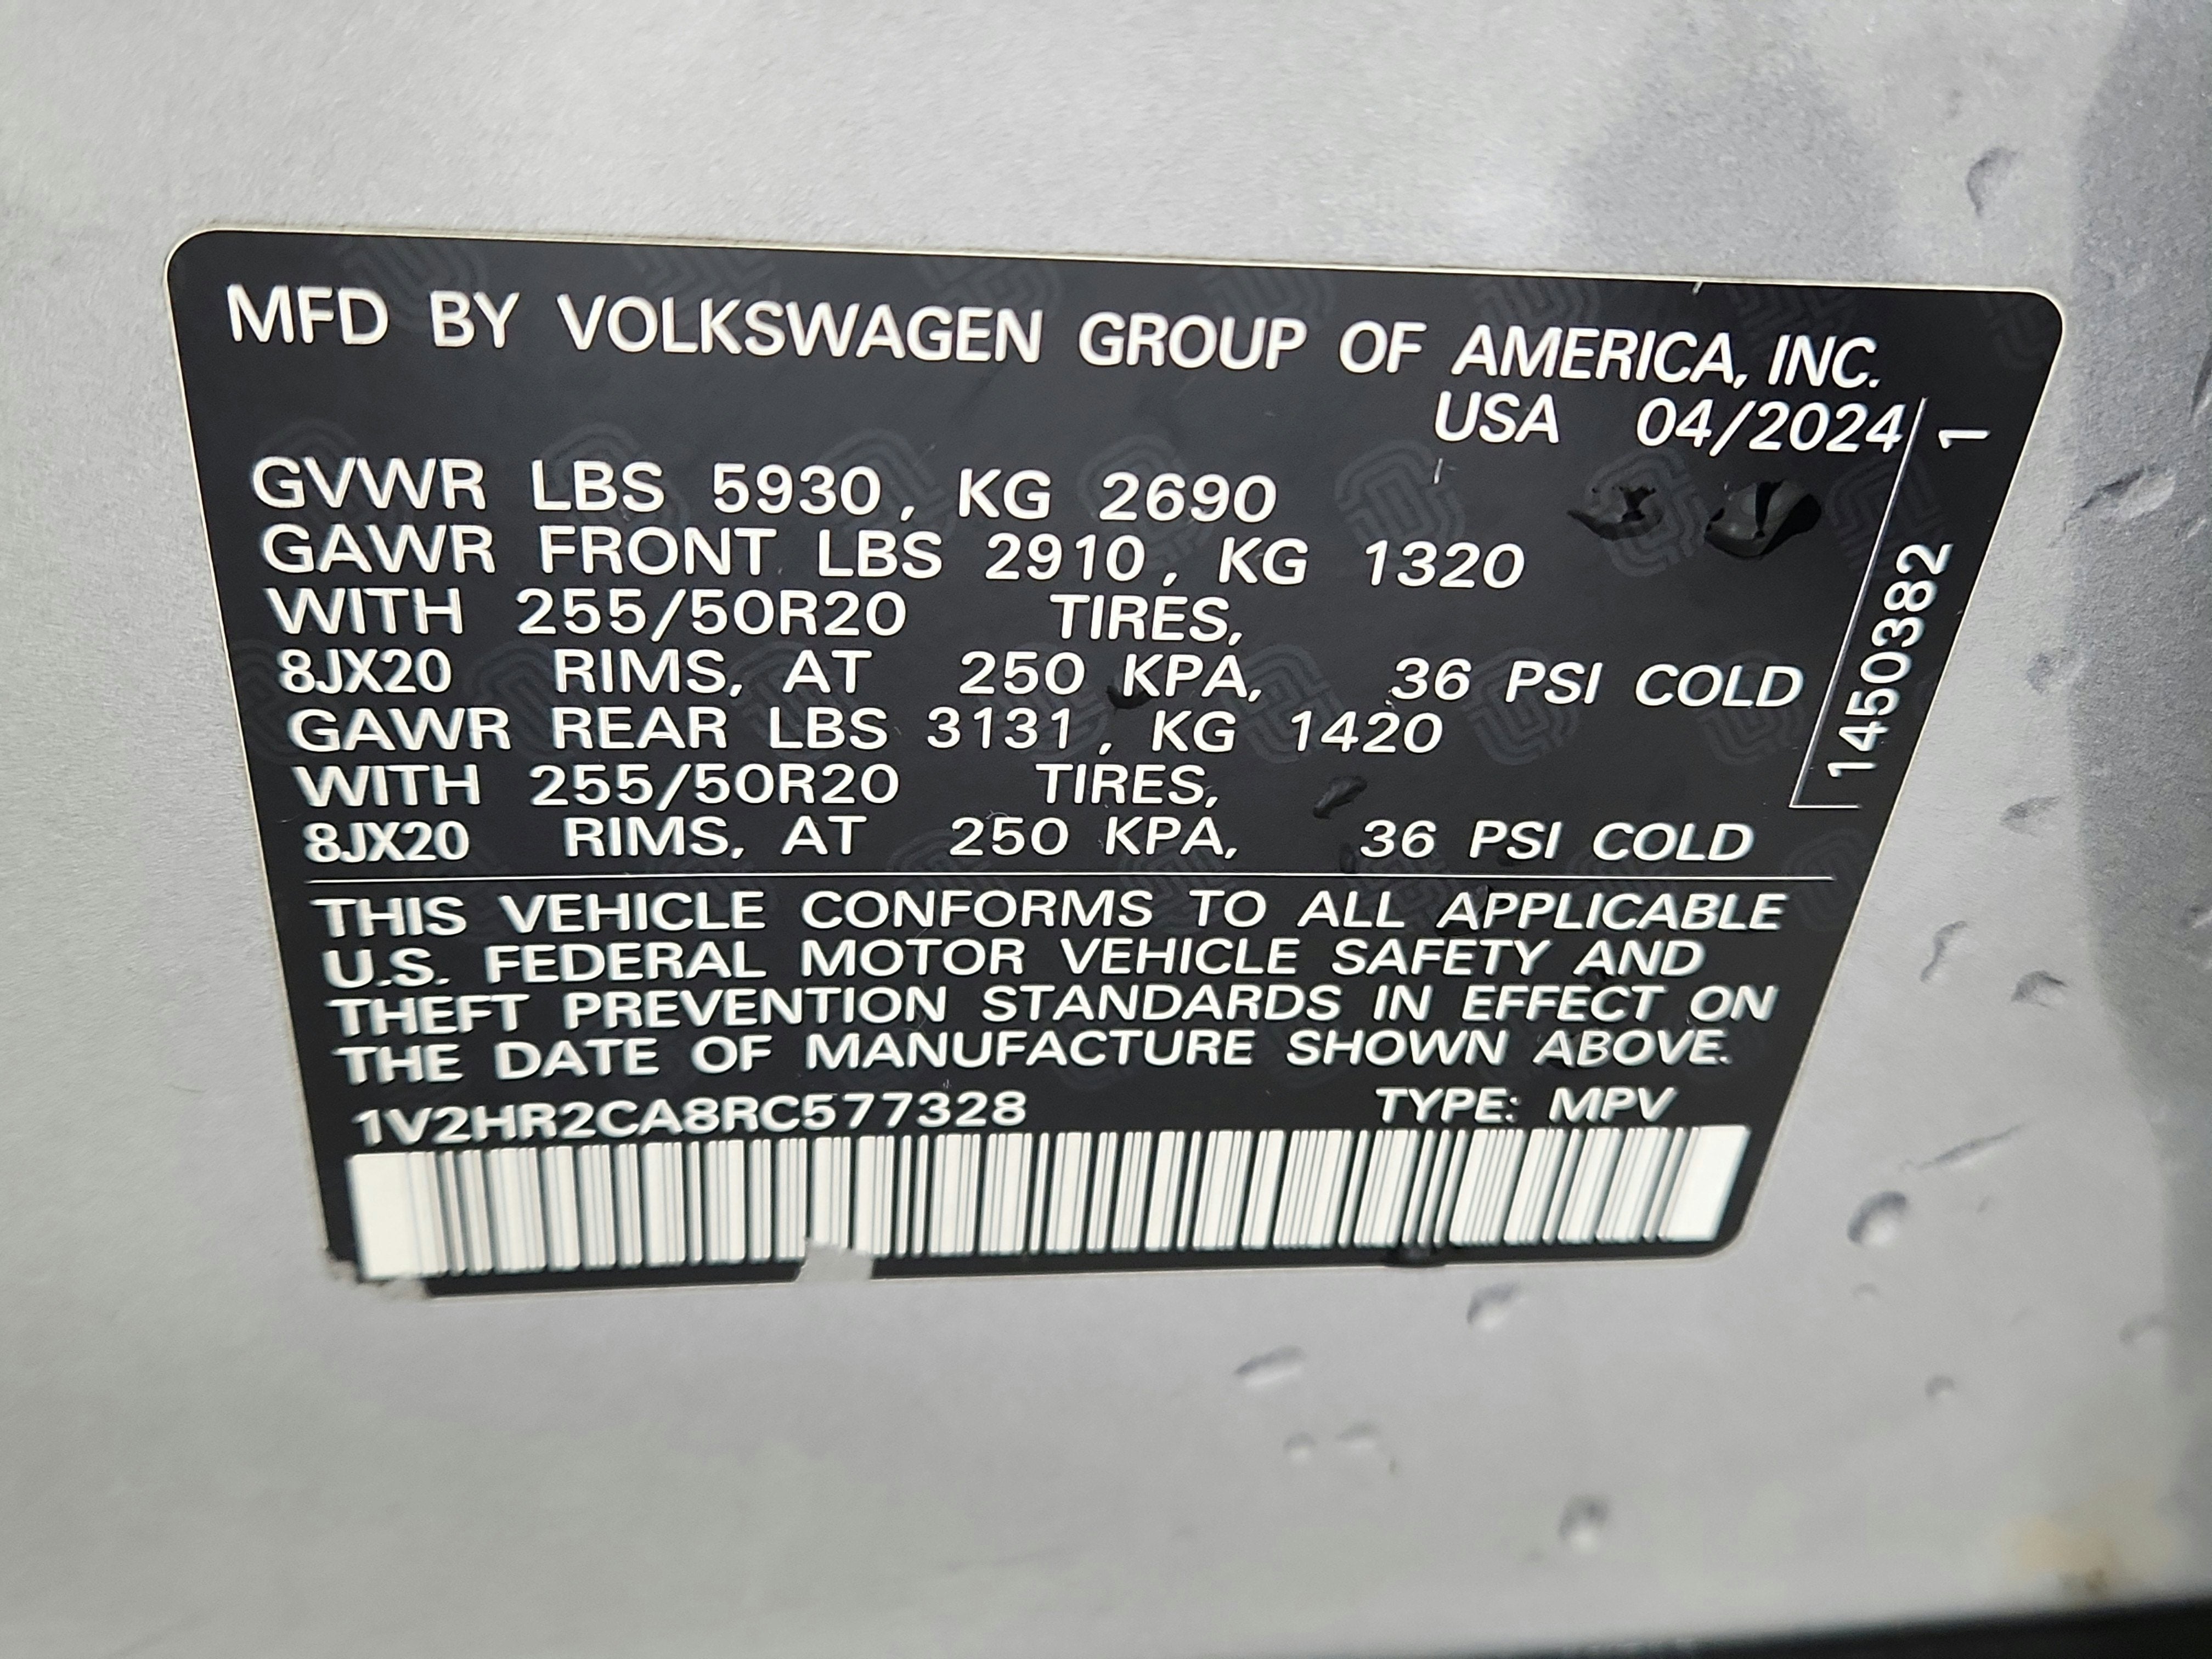 MFD BY VOLKSWAGEN GROUP OF AMERICA, INC.
USA 04/2024
GVWR LBS 5930, KG 2690
GAWR FRONT LBS 2910, KG 1320
WITH 255/50R20 TIRES,
8JX20 RIMS, AT 250 KPA, 36 PSI COLD
GAWR REAR LBS 3131, KG 1420
WITH 255/50R20 TIRES,
8JX20 RIMS, AT 250 KPA, 36 PSI COLD
1450382 1
THIS VEHICLE CONFORMS TO ALL APPLICABLE
U.S. FEDERAL MOTOR VEHICLE SAFETY AND
THEFT PREVENTION STANDARDS IN EFFECT ON
THE DATE OF MANUFACTURE SHOWN ABOVE.
1V2HR2CA8RC577328 TYPE: MPV